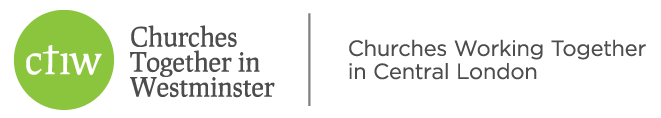 ctiw
Churches
Together in
Westminster
Churches Working Together
in Central London